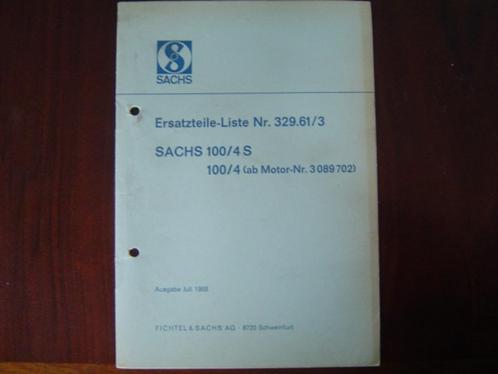 SACHS
Ersatzteile-Liste Nr. 329.61/3
SACHS 100/4 S
100/4 (ab Motor-Nr. 3 089 702)
Ausgabe Juli
FICHTEL & SACHS AG · 8720 Schweinfurt